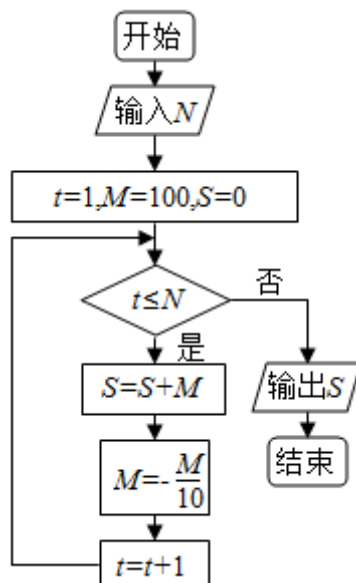 开始
输入N
t=1,M=100,S=0
t≤N
否
是
S=S+M
输出S
M=-M/10
结束
t=t+1